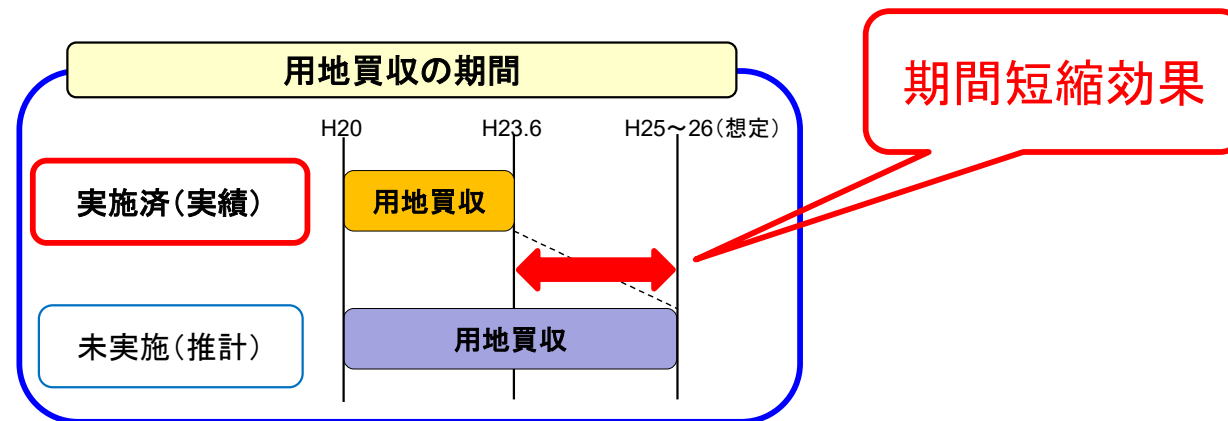 用地買収の期間
期間短縮効果
H20
H23.6
H25～26(想定)
実施済(実績)
用地買収
未実施(推計)
用地買収